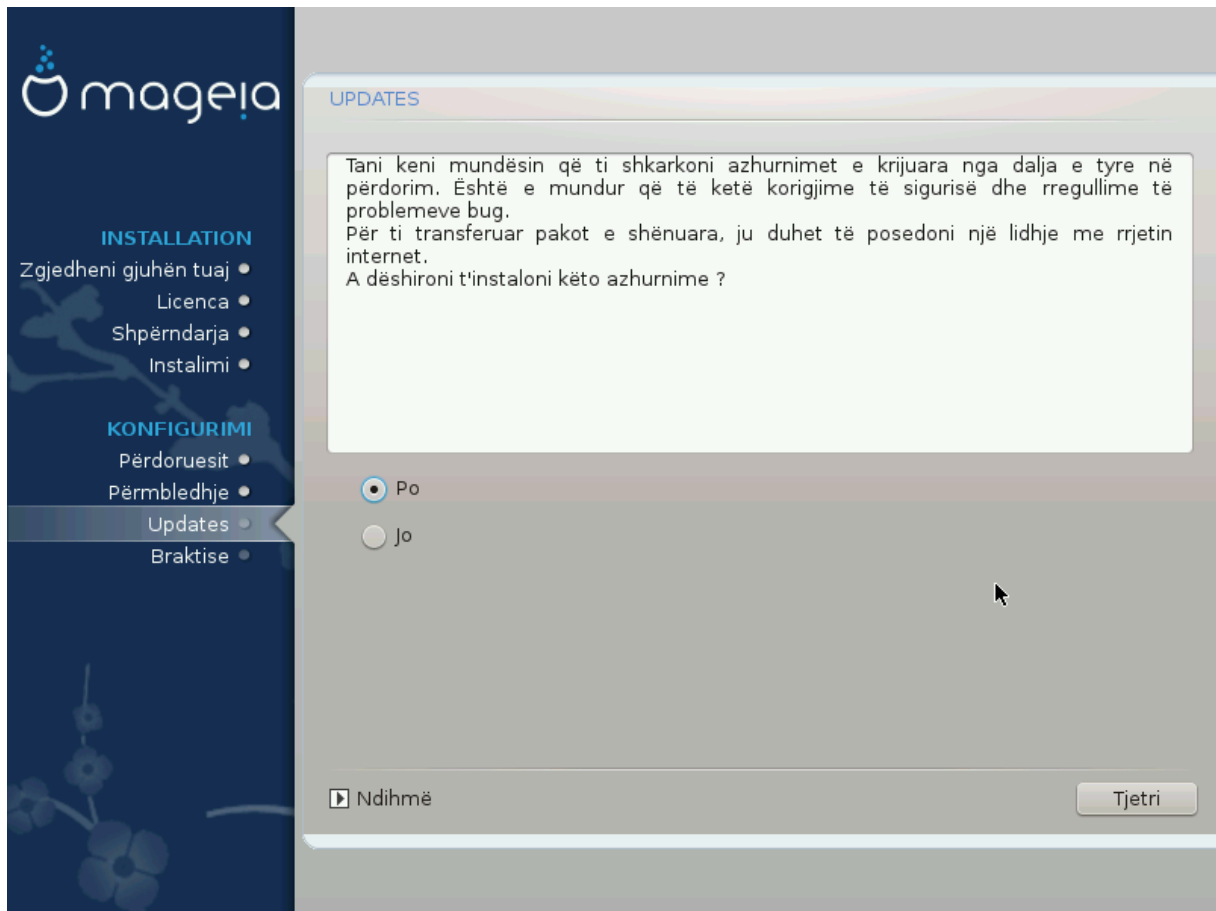 mageia
INSTALLATION
Zgjedheni gjuhën tuaj
Licenca
Shpërndarja
Instalimi
KONFIGURIMI
Përdoruesit
Përmbledhje
Updates
Braktise
UPDATES
Tani keni mundësin që ti shkarkoni azhurnimet e krijuara nga dalja e tyre në
përdorim. Është e mundur që të ketë korigjime të sigurisë dhe rregullime të
problemeve bug.
Për ti transferuar pakot e shënuara, ju duhet të posedoni një lidhje me rrjetin
internet.
A dëshironi t'instaloni këto azhurnime ?
Po
Jo
Ndihmë
Tjetri